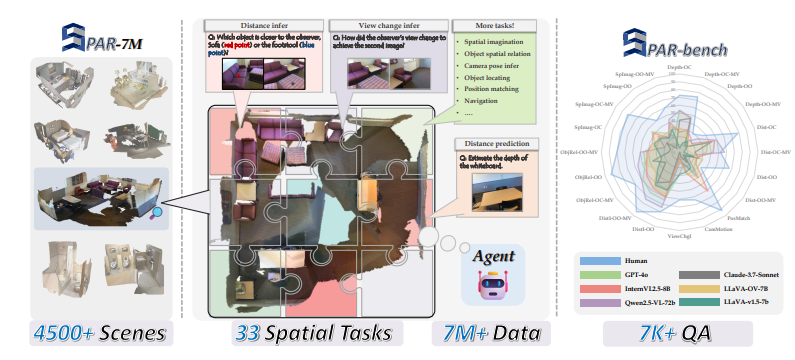 SPAR-7M
4500+ Scenes
Distance infer
Q: Which object is closer to the observer,
Sofa (red point) or the footstool (blue
point)?
View change infer
Q: How did the observer's view change to
achieve the second image?
More tasks!
• Spatial imagination
• Object spatial relation
• Camera pose infer
• Object locating
• Position matching
• Navigation
• ....
Distance prediction
Q: Estimate the depth of
the whiteboard.
Agent
33 Spatial Tasks
7M+ Data
SPAR-bench
Depth-OC
Depth-OC-MV
Depth-OO
Depth-OO-MV
Dist-OC
Dist-OC-MV
Dist-OO
Dist-OO-MV
PosMatch
CamMotion
ViewChgI
DistI-OO
DistI-OO-MV
ObjRel-OC-MV
ObjRel-OO
ObjRel-OO-MV
SpImag-OC
SpImag-OC-MV
SpImag-OO
SpImag-OO-MV
Human
GPT-4o
InternVL2.5-8B
Qwen2.5-VL-72b
Claude-3.7-Sonnet
LLaVA-OV-7B
LLaVA-v1.5-7b
7K+ QA